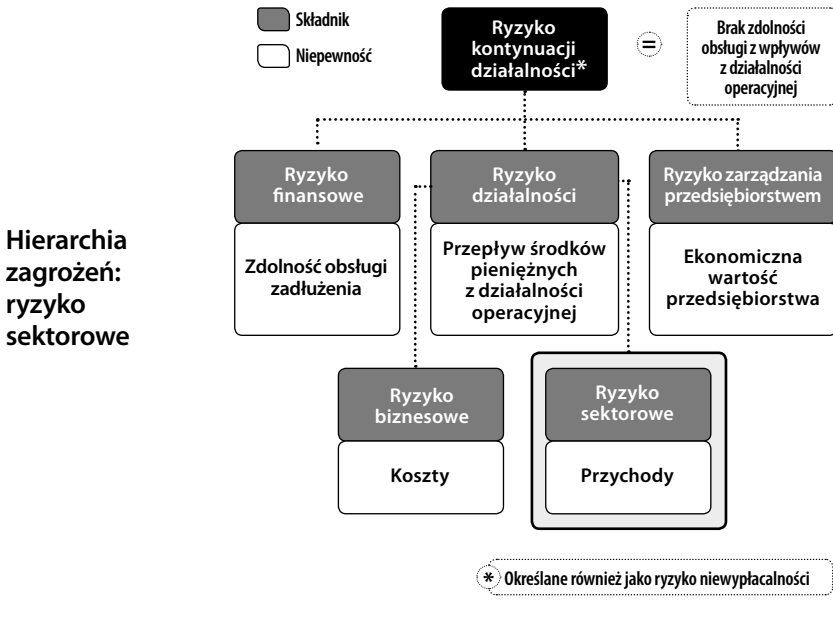 Składnik
Niepewność
Ryzyko
kontynuacji
działalności*
=
Brak zdolności
obsługi z wpływów
z działalności
operacyjnej
Ryzyko
finansowe
Zdolność obsługi
zadłużenia
Ryzyko
działalności
Przepływ środków
pieniężnych
z działalności
operacyjnej
Ryzyko zarządzania
przedsiębiorstwem
Ekonomiczna
wartość
przedsiębiorstwa
Hierarchia
zagrożeń:
ryzyko
sektorowe
Ryzyko
biznesowe
Koszty
Ryzyko
sektorowe
Przychody
* Określane również jako ryzyko niewypłacalności